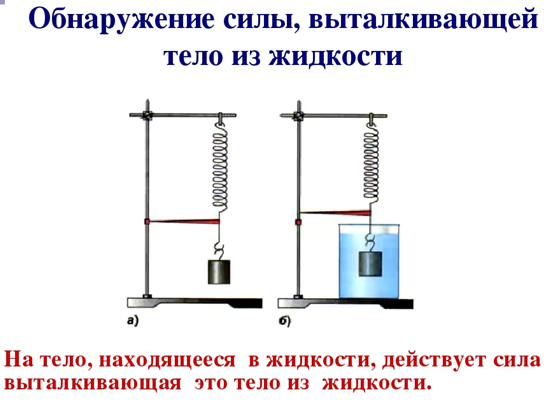 Обнаружение силы, выталкивающей
тело из жидкости
а)
б)
На тело, находящееся в жидкости, действует сила
выталкивающая это тело из жидкости.